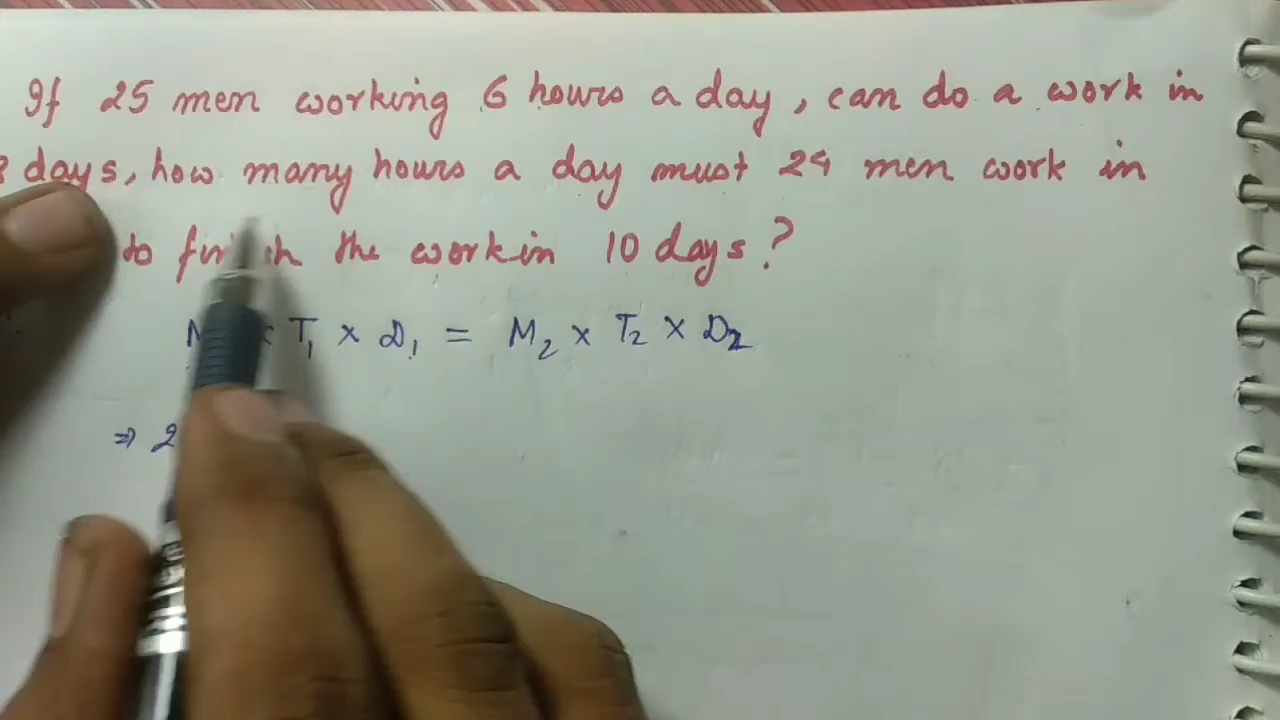 If 25 men working 6 hours a day, can do a work in
days, how many hours a day must 24 men work in
to the work in 10 days?
× T₁ × D₁ = M₂ × T₂ × D₂
⇒ 2